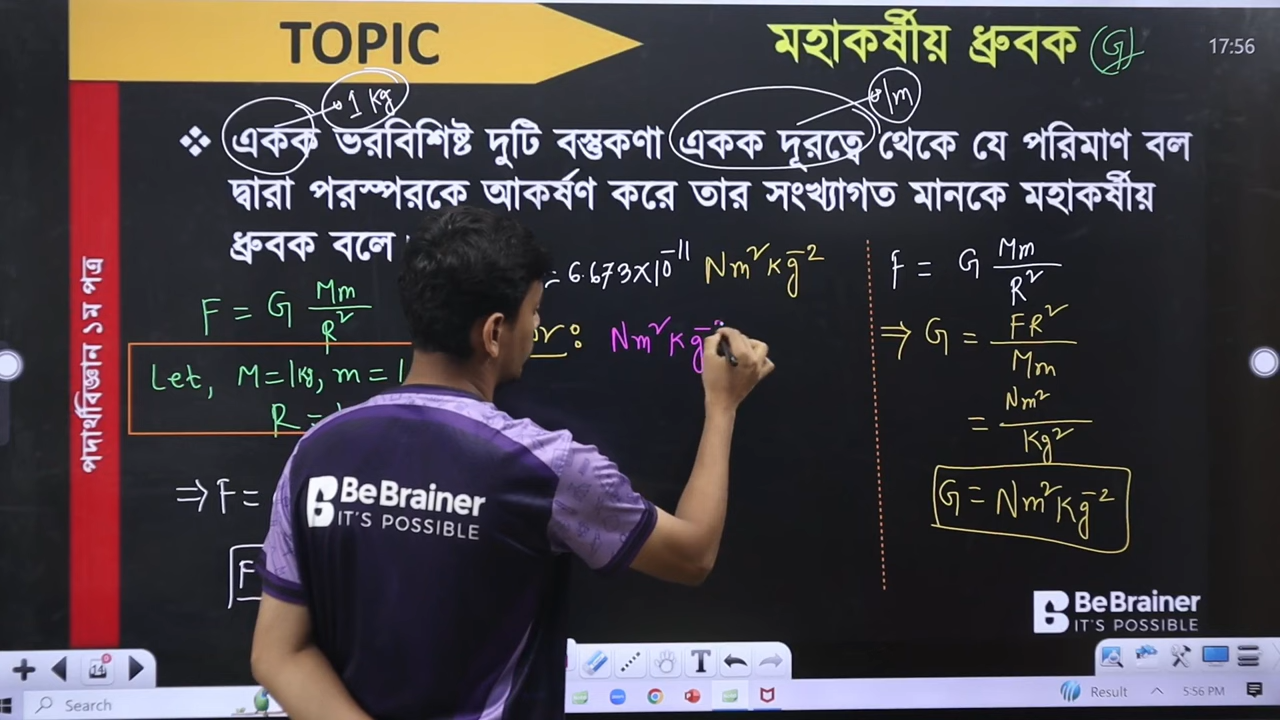 TOPIC
মহাকর্ষীয় ধ্রুবক (G)
17:56
1 kg
1m
❖ একক ভরবিশিষ্ট দুটি বস্তুকণা একক দূরত্বে থেকে যে পরিমাণ বল
দ্বারা পরস্পরকে আকর্ষণ করে তার সংখ্যাগত মানকে মহাকর্ষীয়
ধ্রুবক বলে
পদার্থবিজ্ঞান ১ম পত্র
F = G Mm/R²
Let, M=1kg, m=1
R =
⇒ F =
F
= 6.673×10⁻¹¹ Nm²kg⁻²
: Nm²kg
F = G Mm/R²
⇒ G = FR²/Mm
= Nm²/Kg²
G = Nm²kg⁻²
BeBrainer
IT'S POSSIBLE
BeBrainer
IT'S POSSIBLE
14
T
Search
Result
5:56 PM